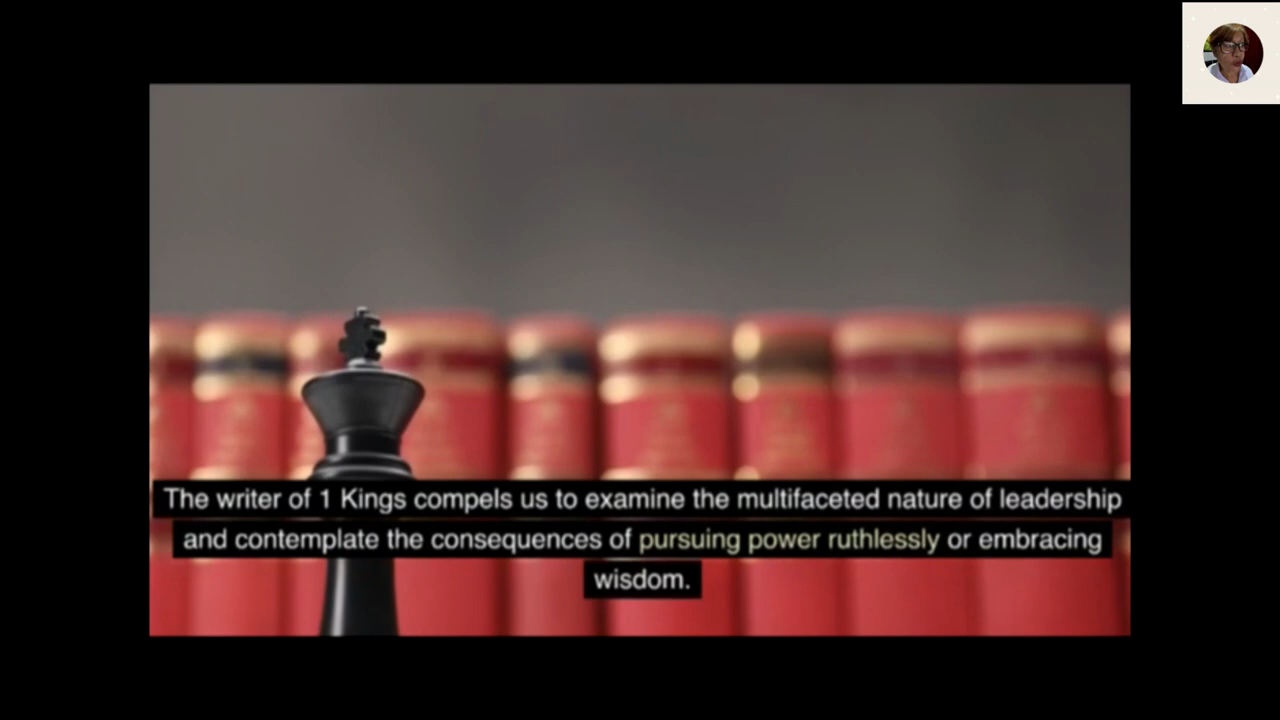 The writer of 1 Kings compels us to examine the multifaceted nature of leadership
and contemplate the consequences of pursuing power ruthlessly or embracing
wisdom.